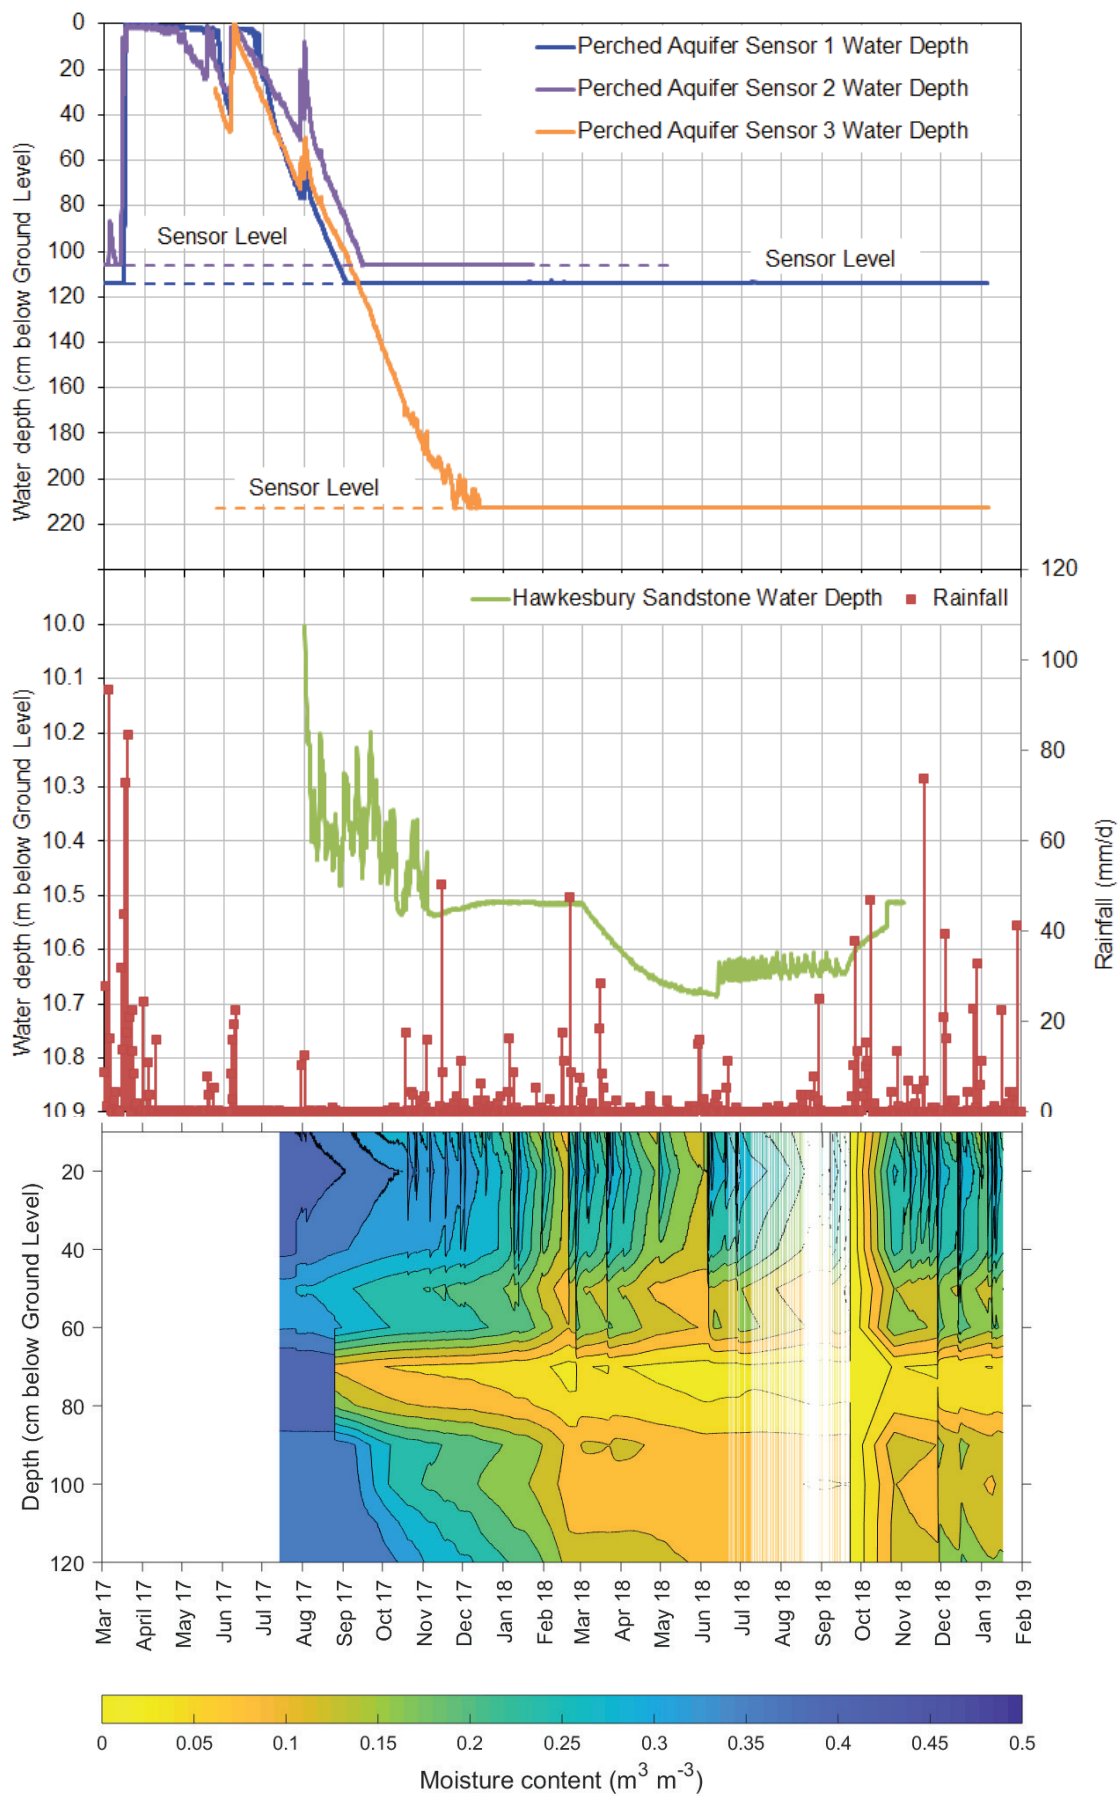 0
20
40
60
80
100
120
140
160
180
200
220
Water depth (cm below Ground Level)
Perched Aquifer Sensor 1 Water Depth
Perched Aquifer Sensor 2 Water Depth
Perched Aquifer Sensor 3 Water Depth
Sensor Level
Sensor Level
Sensor Level
Hawkesbury Sandstone Water Depth
Rainfall
10.0
10.1
10.2
10.3
10.4
10.5
10.6
10.7
10.8
10.9
Water depth (m below Ground Level)
120
100
80
60
40
20
0
Rainfall (mm/d)
20
40
60
80
100
120
Depth (cm below Ground Level)
Mar 17
April 17
May 17
Jun 17
Jul 17
Aug 17
Sep 17
Oct 17
Nov 17
Dec 17
Jan 18
Feb 18
Mar 18
Apr 18
May 18
Jun 18
Jul 18
Aug 18
Sep 18
Oct 18
Nov 18
Dec 18
Jan 19
Feb 19
0
0.05
0.1
0.15
0.2
0.25
0.3
0.35
0.4
0.45
0.5
Moisture content (m³ m⁻³)